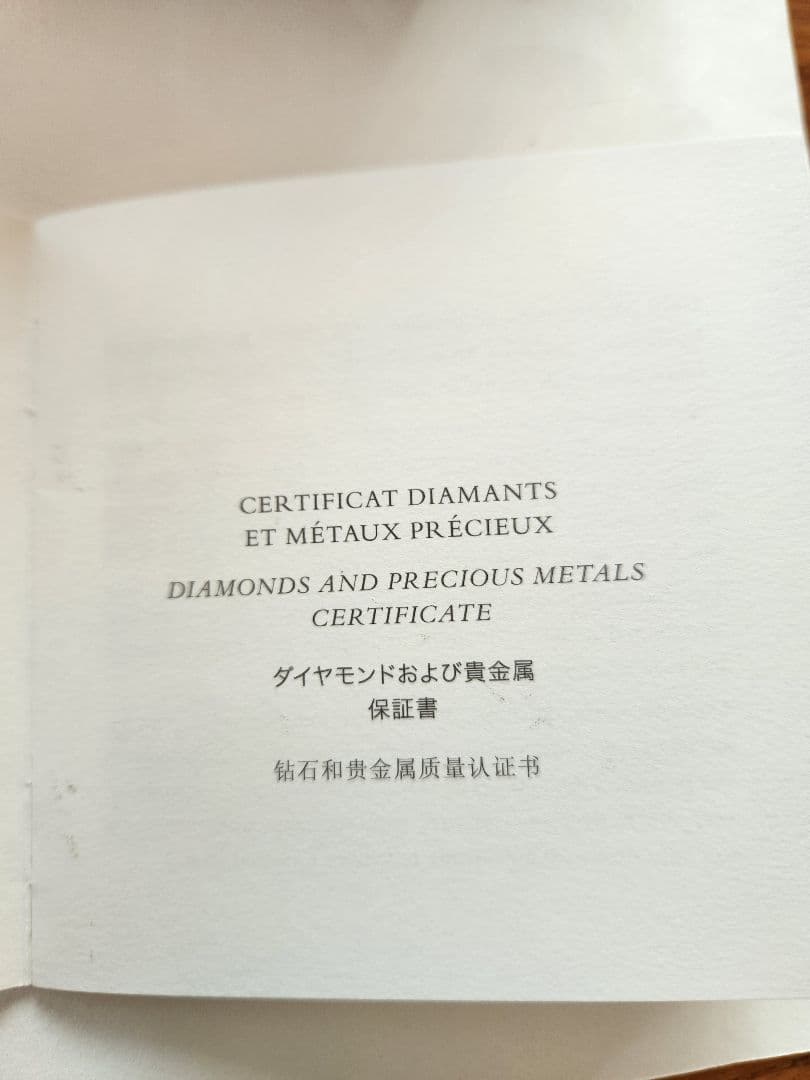 CERTIFICAT DIAMANTS
ET MÉTAUX PRÉCIEUX
DIAMONDS AND PRECIOUS METALS
CERTIFICATE
ダイヤモンドおよび貴金属
保証書
钻石和贵金属质量认证书